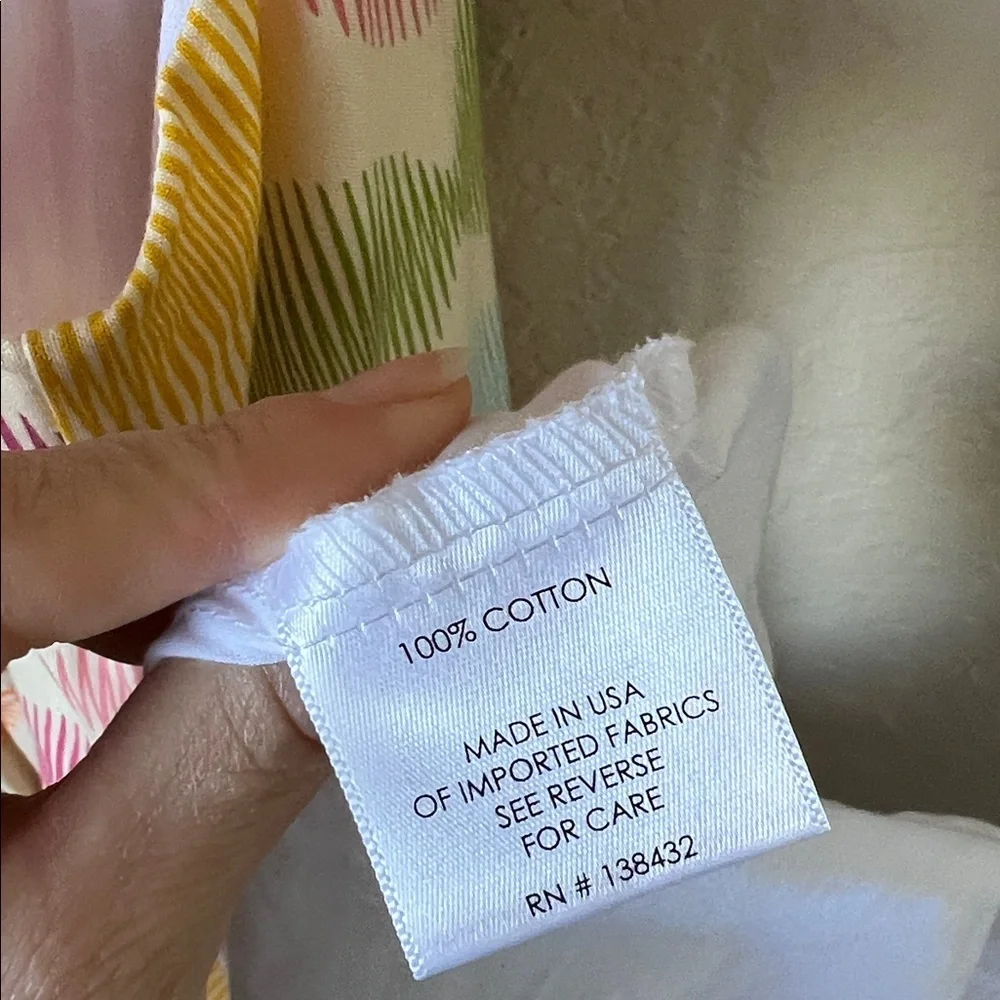 100% COTTON
MADE IN USA
OF IMPORTED FABRICS
SEE REVERSE
FOR CARE
RN # 138432